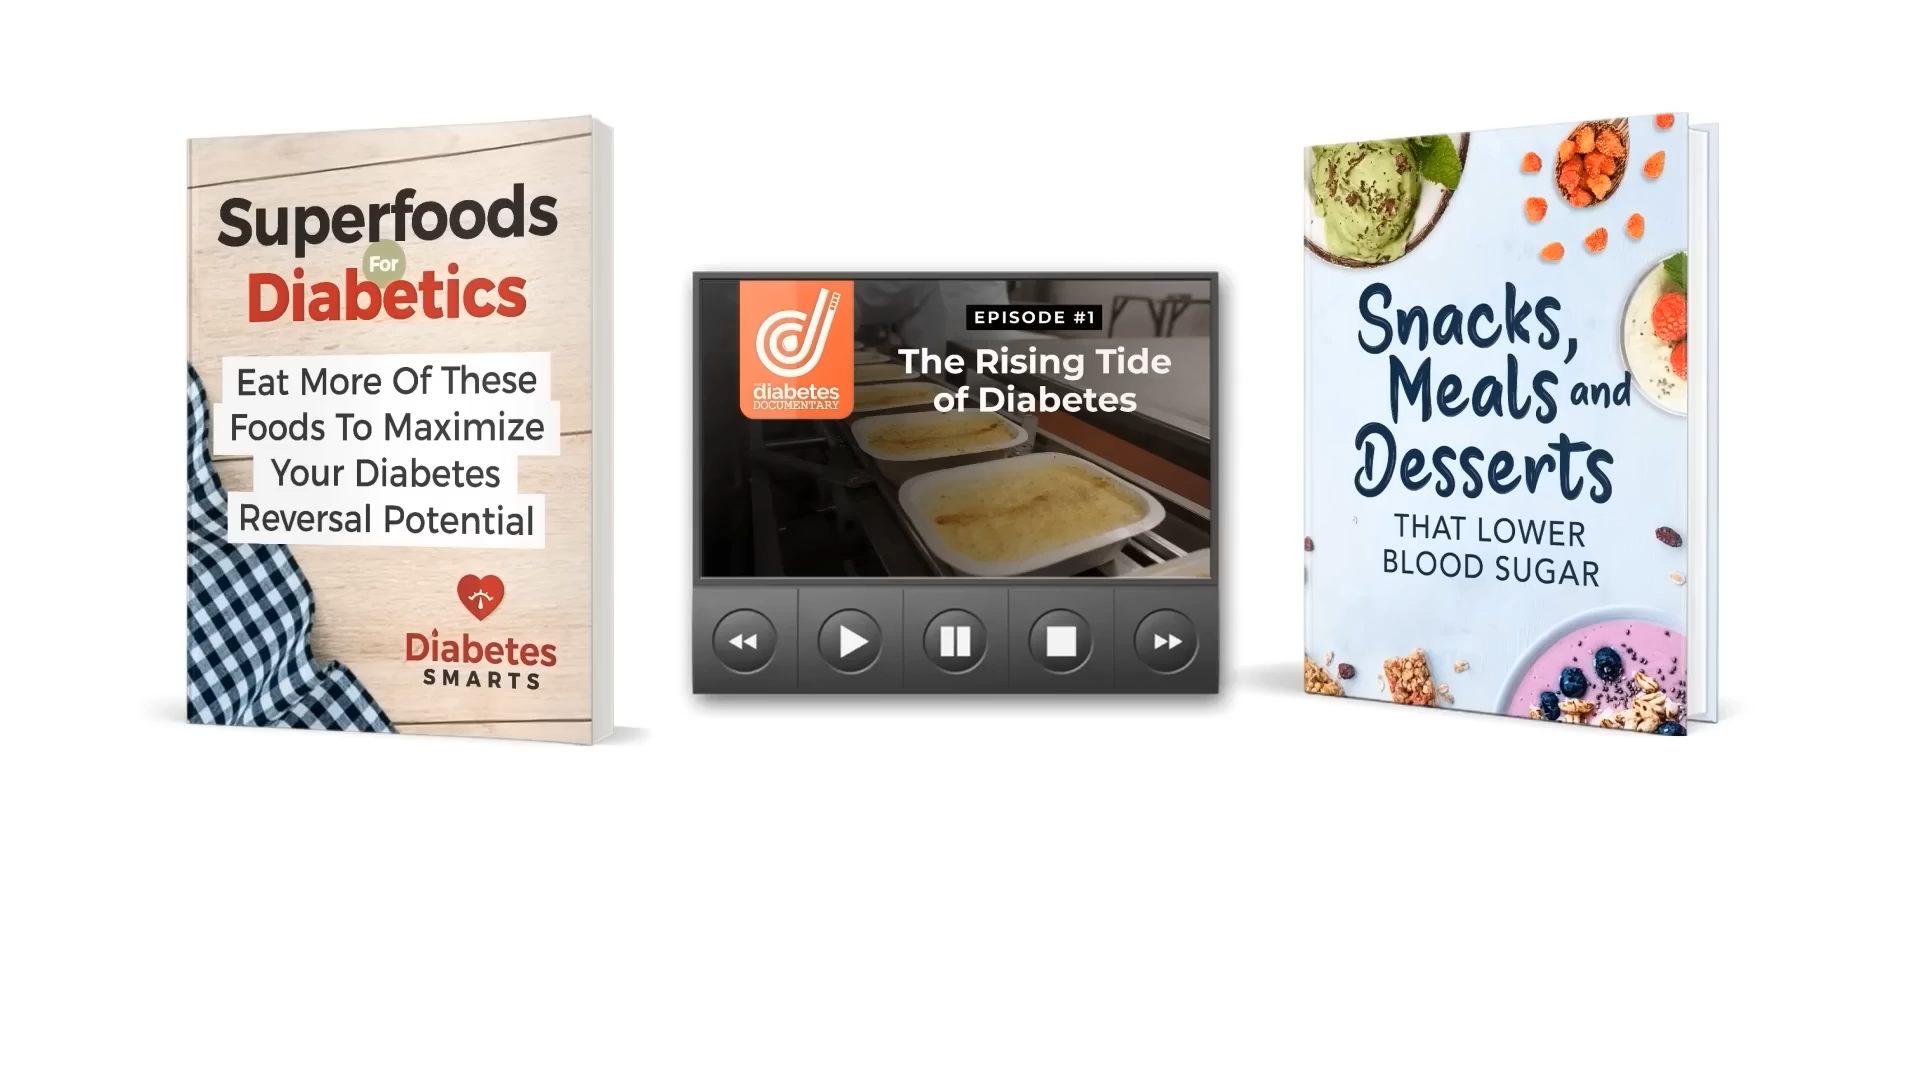 Superfoods
For
Diabetics
Eat More Of These
Foods To Maximize
Your Diabetes
Reversal Potential
Diabetes
SMARTS
diabetes
DOCUMENTARY
EPISODE #1
The Rising Tide
of Diabetes
Snacks,
Meals and
Desserts
THAT LOWER
BLOOD SUGAR